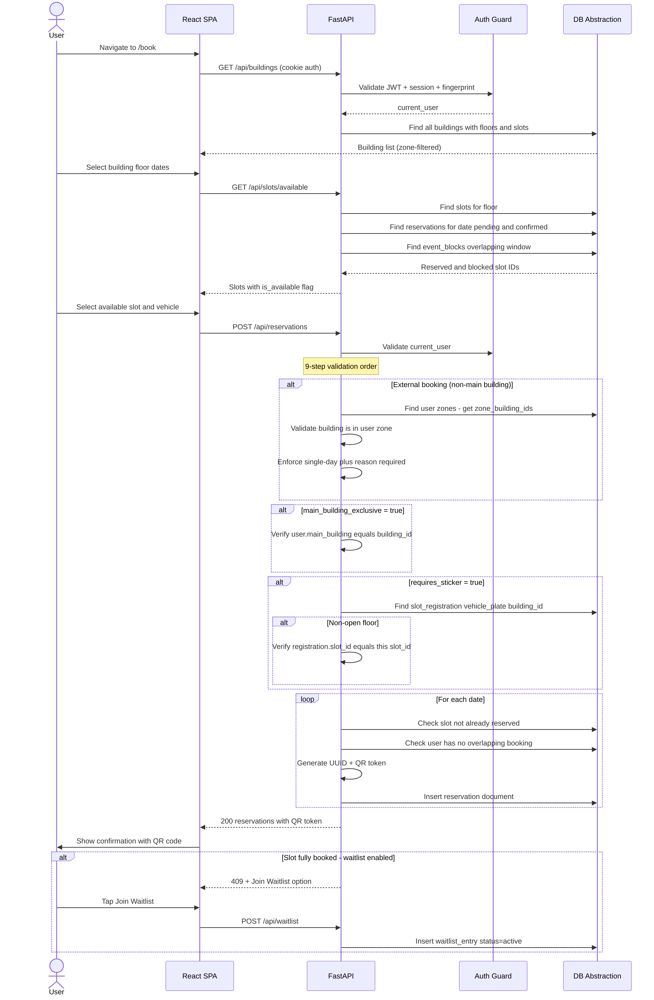 User
React SPA
FastAPI
Auth Guard
DB Abstraction
Navigate to /book
GET /api/buildings (cookie auth)
Validate JWT + session + fingerprint
current_user
Find all buildings with floors and slots
Building list (zone-filtered)
Select building floor dates
GET /api/slots/available
Find slots for floor
Find reservations for date pending and confirmed
Find event_blocks overlapping window
Reserved and blocked slot IDs
Slots with is_available flag
Select available slot and vehicle
POST /api/reservations
Validate current_user
9-step validation order
alt
[External booking (non-main building)]
Find user zones - get zone_building_ids
Validate building is in user zone
Enforce single-day plus reason required
alt
[main_building_exclusive = true]
Verify user.main_building equals building_id
alt
[requires_sticker = true]
Find slot_registration vehicle_plate building_id
alt
[Non-open floor]
Verify registration.slot_id equals this slot_id
loop
[For each date]
Check slot not already reserved
Check user has no overlapping booking
Generate UUID + QR token
Insert reservation document
200 reservations with QR token
Show confirmation with QR code
alt
[Slot fully booked - waitlist enabled]
409 + Join Waitlist option
Tap Join Waitlist
POST /api/waitlist
Insert waitlist_entry status=active
User
React SPA
FastAPI
Auth Guard
DB Abstraction